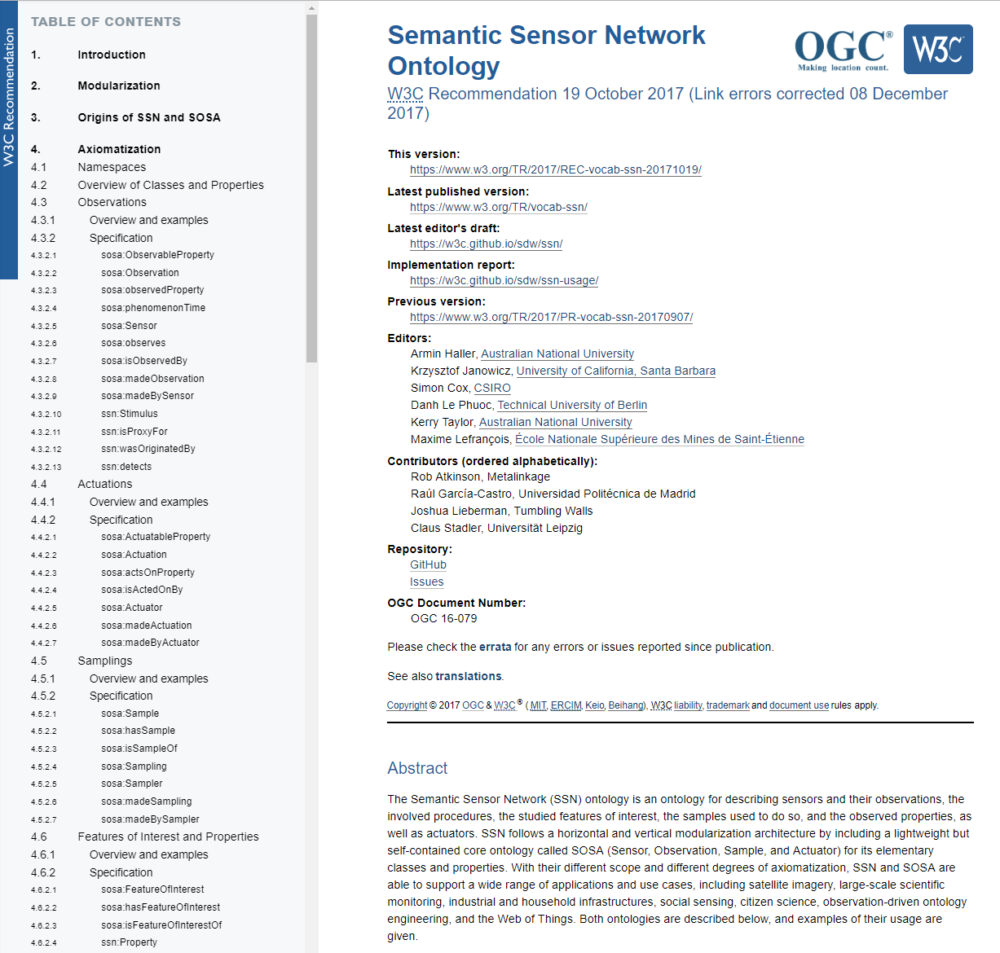 W3C Recommendation
TABLE OF CONTENTS
1. Introduction
2. Modularization
3. Origins of SSN and SOSA
4. Axiomatization
4.1 Namespaces
4.2 Overview of Classes and Properties
4.3 Observations
4.3.1 Overview and examples
4.3.2 Specification
4.3.2.1 sosa:ObservableProperty
4.3.2.2 sosa:Observation
4.3.2.3 sosa:observedProperty
4.3.2.4 sosa:phenomenonTime
4.3.2.5 sosa:Sensor
4.3.2.6 sosa:observes
4.3.2.7 sosa:isObservedBy
4.3.2.8 sosa:madeObservation
4.3.2.9 sosa:madeBySensor
4.3.2.10 ssn:Stimulus
4.3.2.11 ssn:isProxyFor
4.3.2.12 ssn:wasOriginatedBy
4.3.2.13 ssn:detects
4.4 Actuations
4.4.1 Overview and examples
4.4.2 Specification
4.4.2.1 sosa:ActuatableProperty
4.4.2.2 sosa:Actuation
4.4.2.3 sosa:actsOnProperty
4.4.2.4 sosa:isActedOnBy
4.4.2.5 sosa:Actuator
4.4.2.6 sosa:madeActuation
4.4.2.7 sosa:madeByActuator
4.5 Samplings
4.5.1 Overview and examples
4.5.2 Specification
4.5.2.1 sosa:Sample
4.5.2.2 sosa:hasSample
4.5.2.3 sosa:isSampleOf
4.5.2.4 sosa:Sampling
4.5.2.5 sosa:Sampler
4.5.2.6 sosa:madeSampling
4.5.2.7 sosa:madeBySampler
4.6 Features of Interest and Properties
4.6.1 Overview and examples
4.6.2 Specification
4.6.2.1 sosa:FeatureOfInterest
4.6.2.2 sosa:hasFeatureOfInterest
4.6.2.3 sosa:isFeatureOfInterestOf
4.6.2.4 ssn:Property
Semantic Sensor Network
Ontology
OGC®
Making location count.
W3C
W3C Recommendation 19 October 2017 (Link errors corrected 08 December
2017)
This version:
https://www.w3.org/TR/2017/REC-vocab-ssn-20171019/
Latest published version:
https://www.w3.org/TR/vocab-ssn/
Latest editor's draft:
https://w3c.github.io/sdw/ssn/
Implementation report:
https://w3c.github.io/sdw/ssn-usage/
Previous version:
https://www.w3.org/TR/2017/PR-vocab-ssn-20170907/
Editors:
Armin Haller, Australian National University
Krzysztof Janowicz, University of California, Santa Barbara
Simon Cox, CSIRO
Danh Le Phuoc, Technical University of Berlin
Kerry Taylor, Australian National University
Maxime Lefrançois, École Nationale Supérieure des Mines de Saint-Étienne
Contributors (ordered alphabetically):
Rob Atkinson, Metalinkage
Raúl García-Castro, Universidad Politécnica de Madrid
Joshua Lieberman, Tumbling Walls
Claus Stadler, Universität Leipzig
Repository:
GitHub
Issues
OGC Document Number:
OGC 16-079
Please check the errata for any errors or issues reported since publication.
See also translations.
Copyright © 2017 OGC & W3C® (MIT, ERCIM, Keio, Beihang), W3C liability, trademark and document use rules apply.
Abstract
The Semantic Sensor Network (SSN) ontology is an ontology for describing sensors and their observations, the
involved procedures, the studied features of interest, the samples used to do so, and the observed properties, as
well as actuators. SSN follows a horizontal and vertical modularization architecture by including a lightweight but
self-contained core ontology called SOSA (Sensor, Observation, Sample, and Actuator) for its elementary
classes and properties. With their different scope and different degrees of axiomatization, SSN and SOSA are
able to support a wide range of applications and use cases, including satellite imagery, large-scale scientific
monitoring, industrial and household infrastructures, social sensing, citizen science, observation-driven ontology
engineering, and the Web of Things. Both ontologies are described below, and examples of their usage are
given.